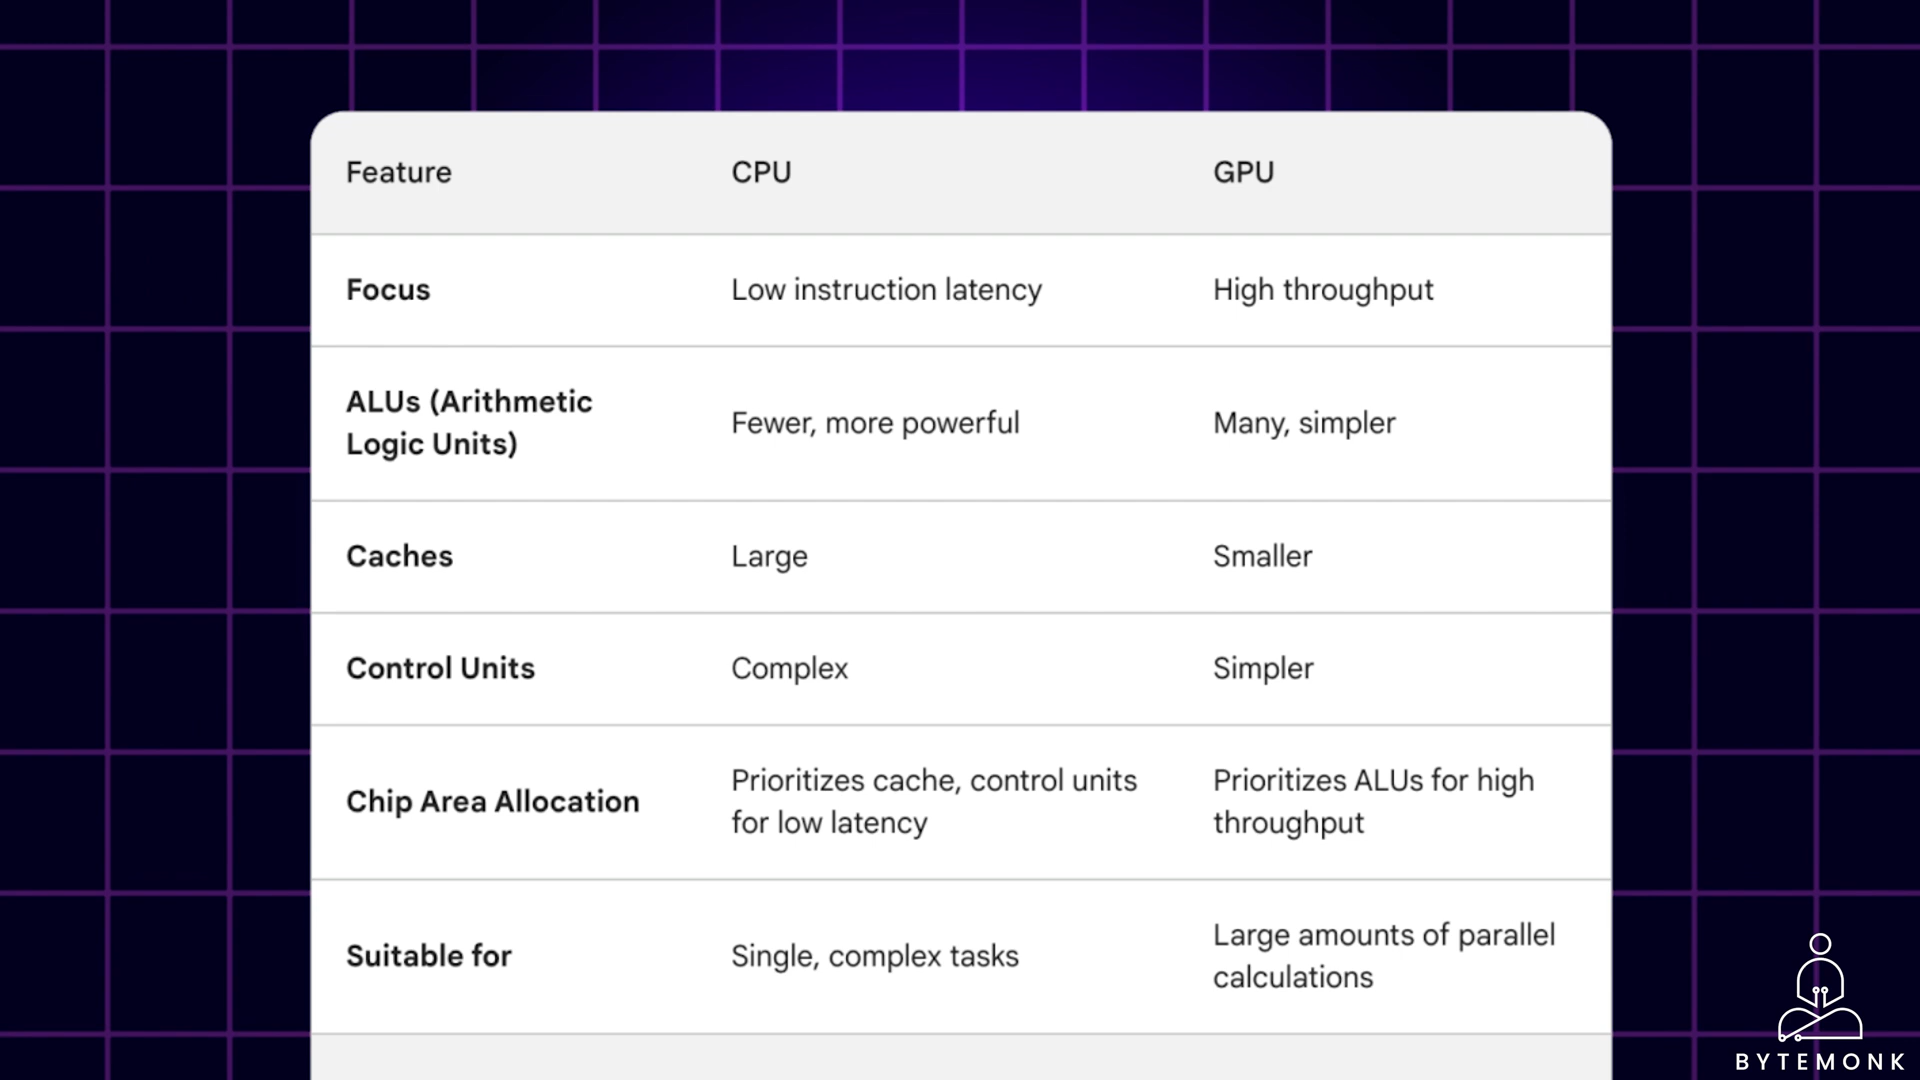 Feature CPU GPU
Focus Low instruction latency High throughput
ALUs (Arithmetic
Logic Units) Fewer, more powerful Many, simpler
Caches Large Smaller
Control Units Complex Simpler
Chip Area Allocation Prioritizes cache, control units
for low latency Prioritizes ALUs for high
throughput
Suitable for Single, complex tasks Large amounts of parallel
calculations
BYTEMONK